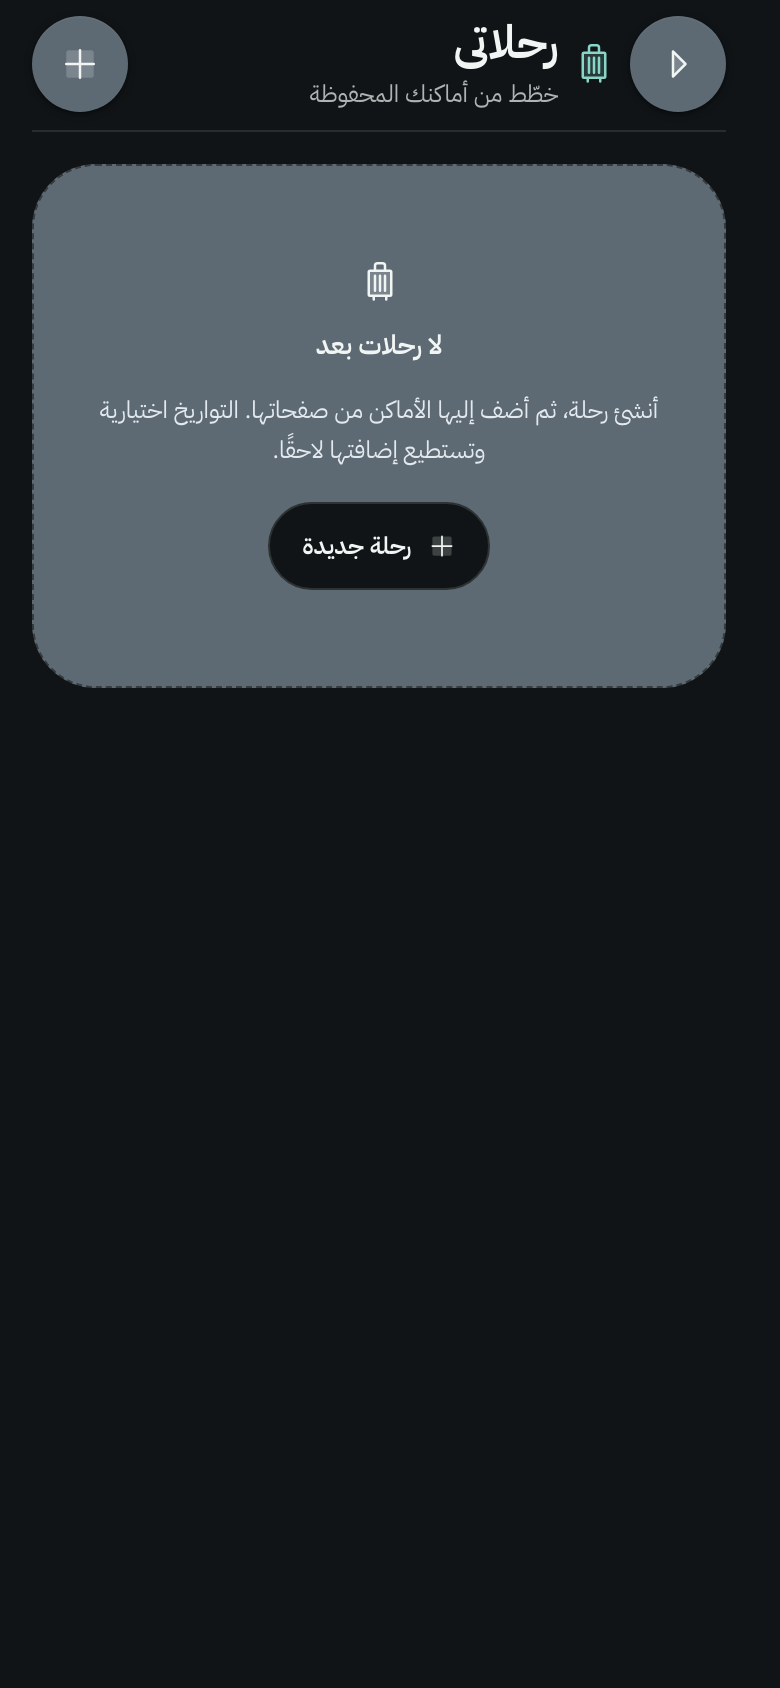 رحلاتي
خطّط من أماكنك المحفوظة
لا رحلات بعد
أنشئ رحلة، ثم أضف إليها الأماكن من صفحاتها. التواريخ اختيارية
وتستطيع إضافتها لاحقًا.
رحلة جديدة